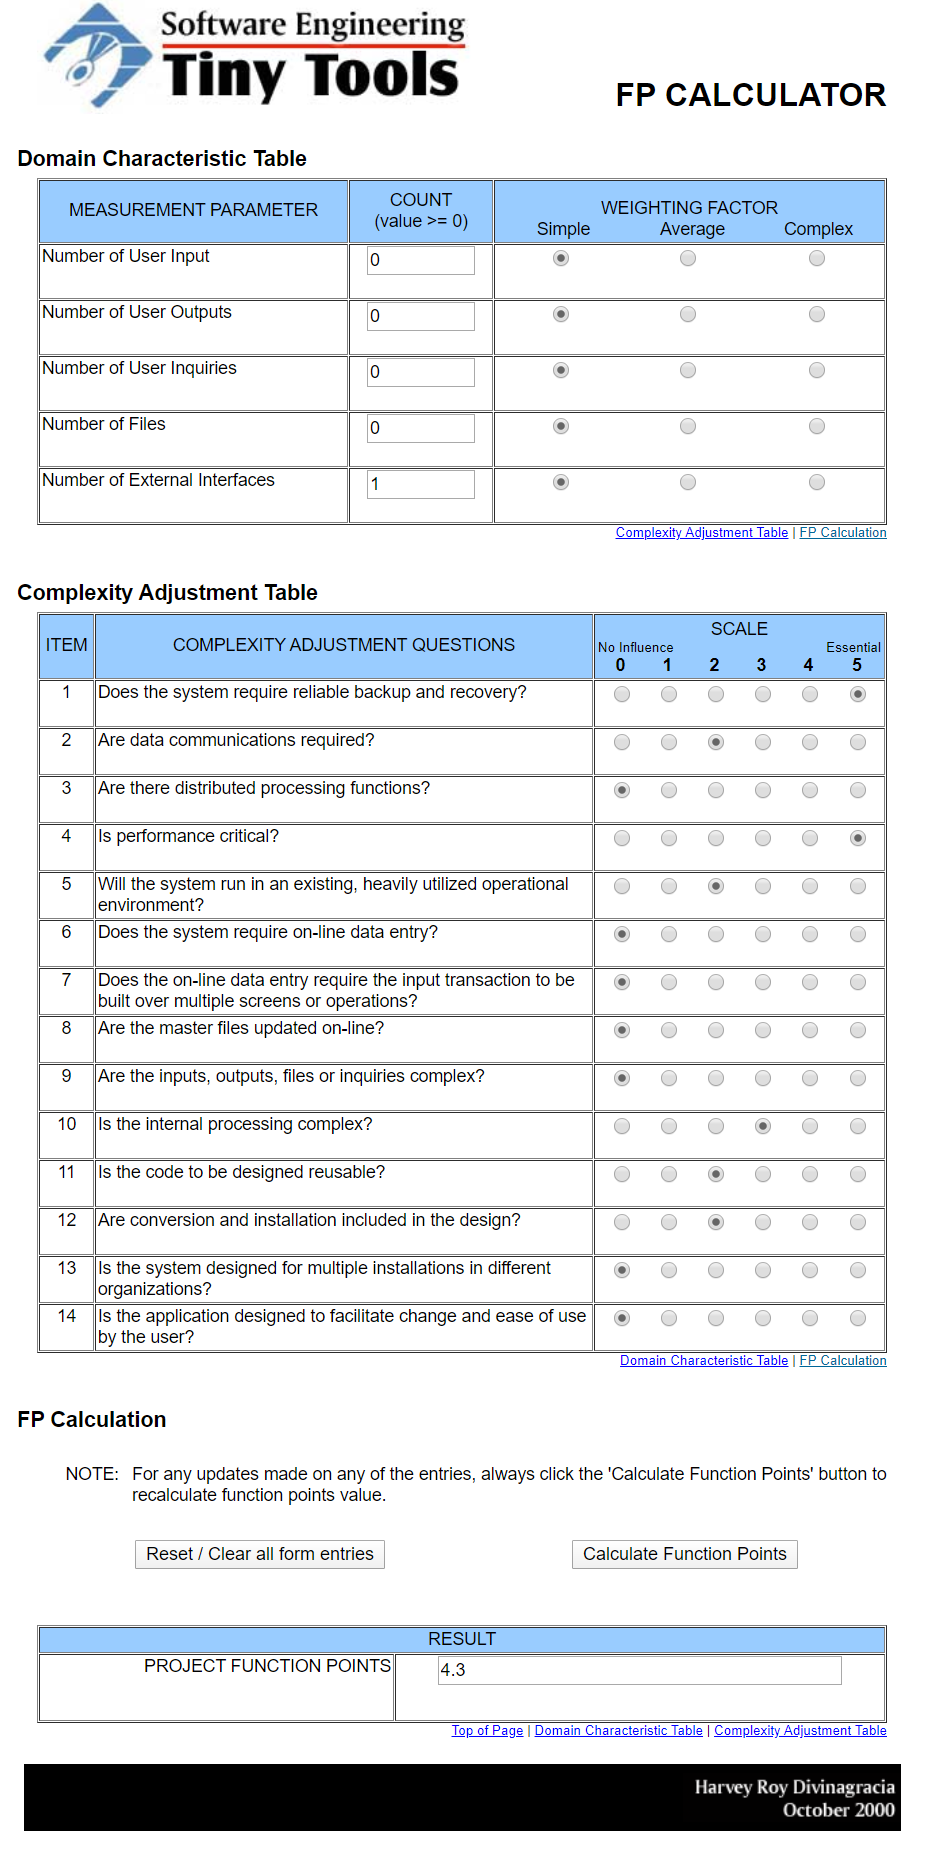 Software Engineering
Tiny Tools
FP CALCULATOR
Domain Characteristic Table
MEASUREMENT PARAMETER
COUNT
(value >= 0)
WEIGHTING FACTOR
Simple Average Complex
Number of User Input 0
Number of User Outputs 0
Number of User Inquiries 0
Number of Files 0
Number of External Interfaces 1
Complexity Adjustment Table | FP Calculation
Complexity Adjustment Table
ITEM COMPLEXITY ADJUSTMENT QUESTIONS
SCALE
No Influence Essential
0 1 2 3 4 5
1 Does the system require reliable backup and recovery?
2 Are data communications required?
3 Are there distributed processing functions?
4 Is performance critical?
5 Will the system run in an existing, heavily utilized operational
environment?
6 Does the system require on-line data entry?
7 Does the on-line data entry require the input transaction to be
built over multiple screens or operations?
8 Are the master files updated on-line?
9 Are the inputs, outputs, files or inquiries complex?
10 Is the internal processing complex?
11 Is the code to be designed reusable?
12 Are conversion and installation included in the design?
13 Is the system designed for multiple installations in different
organizations?
14 Is the application designed to facilitate change and ease of use
by the user?
Domain Characteristic Table | FP Calculation
FP Calculation
NOTE: For any updates made on any of the entries, always click the 'Calculate Function Points' button to
recalculate function points value.
Reset / Clear all form entries Calculate Function Points
RESULT
PROJECT FUNCTION POINTS 4.3
Top of Page | Domain Characteristic Table | Complexity Adjustment Table
Harvey Roy Divinagracia
October 2000